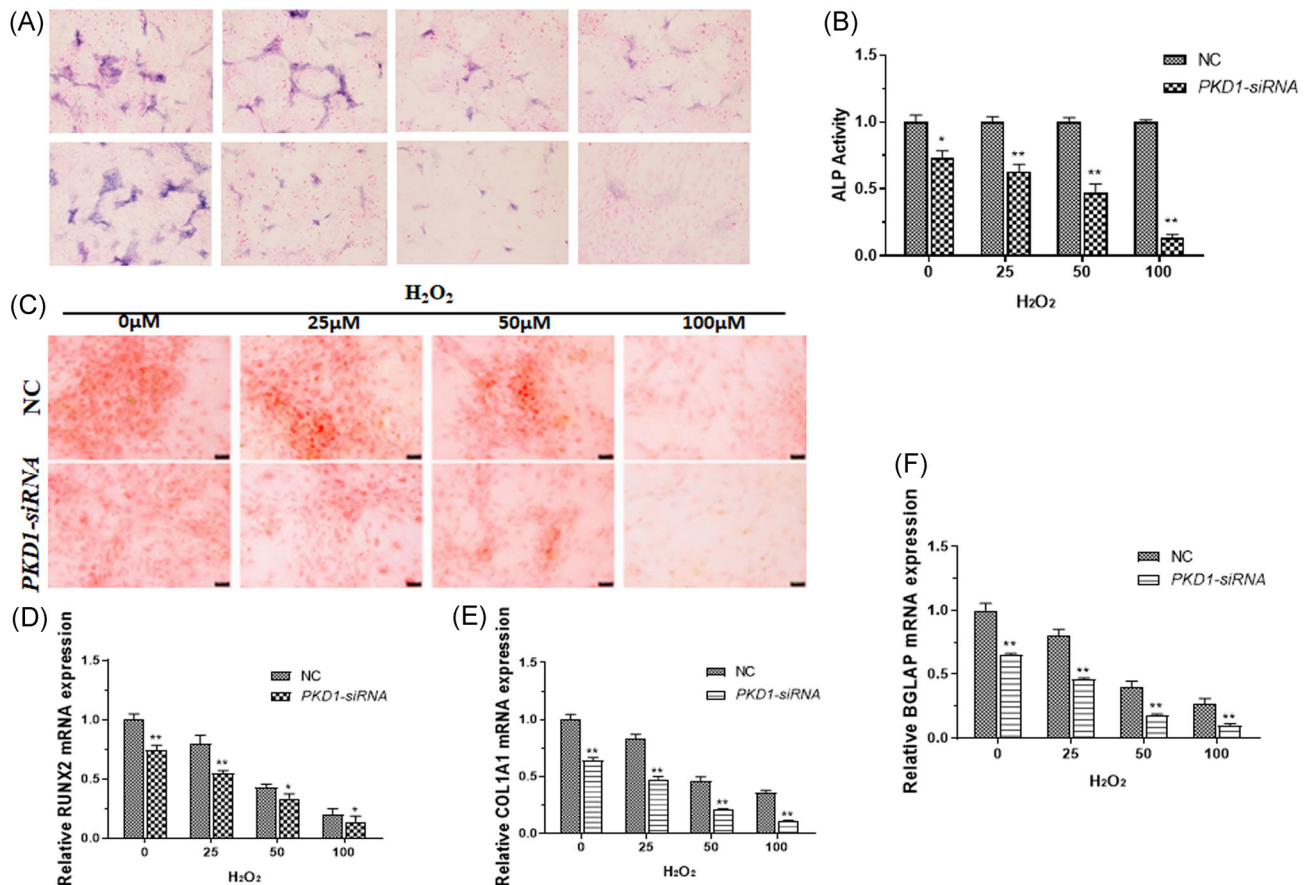 (A)
(B)
1.5
1.0
0.5
0.0
ALP Activity
NC
PKD1-siRNA
*
**
**
**
0 25 50 100
H₂O₂
(C)
H₂O₂
0µM 25µM 50µM 100µM
NC
PKD1-siRNA
(D)
Relative RUNX2 mRNA expression
1.5
1.0
0.5
0.0
NC
PKD1-siRNA
**
**
*
*
0 25 50 100
H₂O₂
(E)
Relative COL1A1 mRNA expression
1.5
1.0
0.5
0.0
NC
PKD1-siRNA
**
**
**
**
0 25 50 100
H₂O₂
(F)
Relative BGLAP mRNA expression
1.5
1.0
0.5
0.0
NC
PKD1-siRNA
**
**
**
**
0 25 50 100
H₂O₂